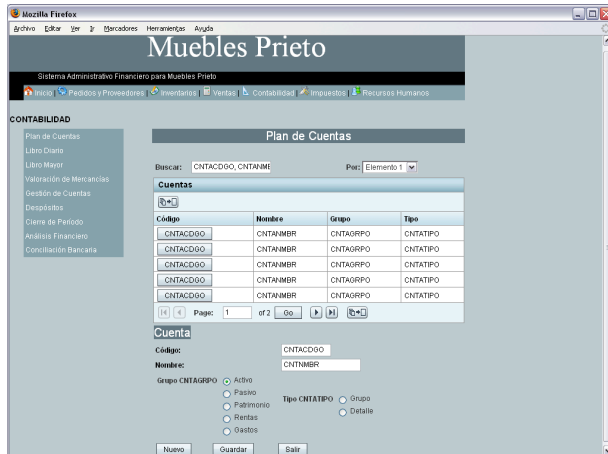 Mozilla Firefox
Archivo Editar Ver Ir Marcadores Herramientas Ayuda
Muebles Prieto
Sistema Administrativo Financiero para Muebles Prieto
Inicio | Pedidos y Proveedores | Inventarios | Ventas | Contabilidad | Impuestos | Recursos Humanos
CONTABILIDAD
Plan de Cuentas
Libro Diario
Libro Mayor
Valoración de Mercancías
Gestión de Cuentas
Despósitos
Cierre de Período
Análisis Financiero
Conciliación Bancaria
Plan de Cuentas
Buscar: CNTACDGO, CNTANME Por: Elemento 1
Cuentas
Código Nombre Grupo Tipo
CNTACDGO CNTANMBR CNTAGRPO CNTATIPO
CNTACDGO CNTANMBR CNTAGRPO CNTATIPO
CNTACDGO CNTANMBR CNTAGRPO CNTATIPO
CNTACDGO CNTANMBR CNTAGRPO CNTATIPO
CNTACDGO CNTANMBR CNTAGRPO CNTATIPO
Page: 1 of 2 Go
Cuenta
Código: CNTACDGO
Nombre: CNTNMBR
Grupo CNTAGRPO Activo
Pasivo
Patrimonio
Rentas
Gastos
Tipo CNTATIPO Grupo
Detalle
Nuevo Guardar Salir